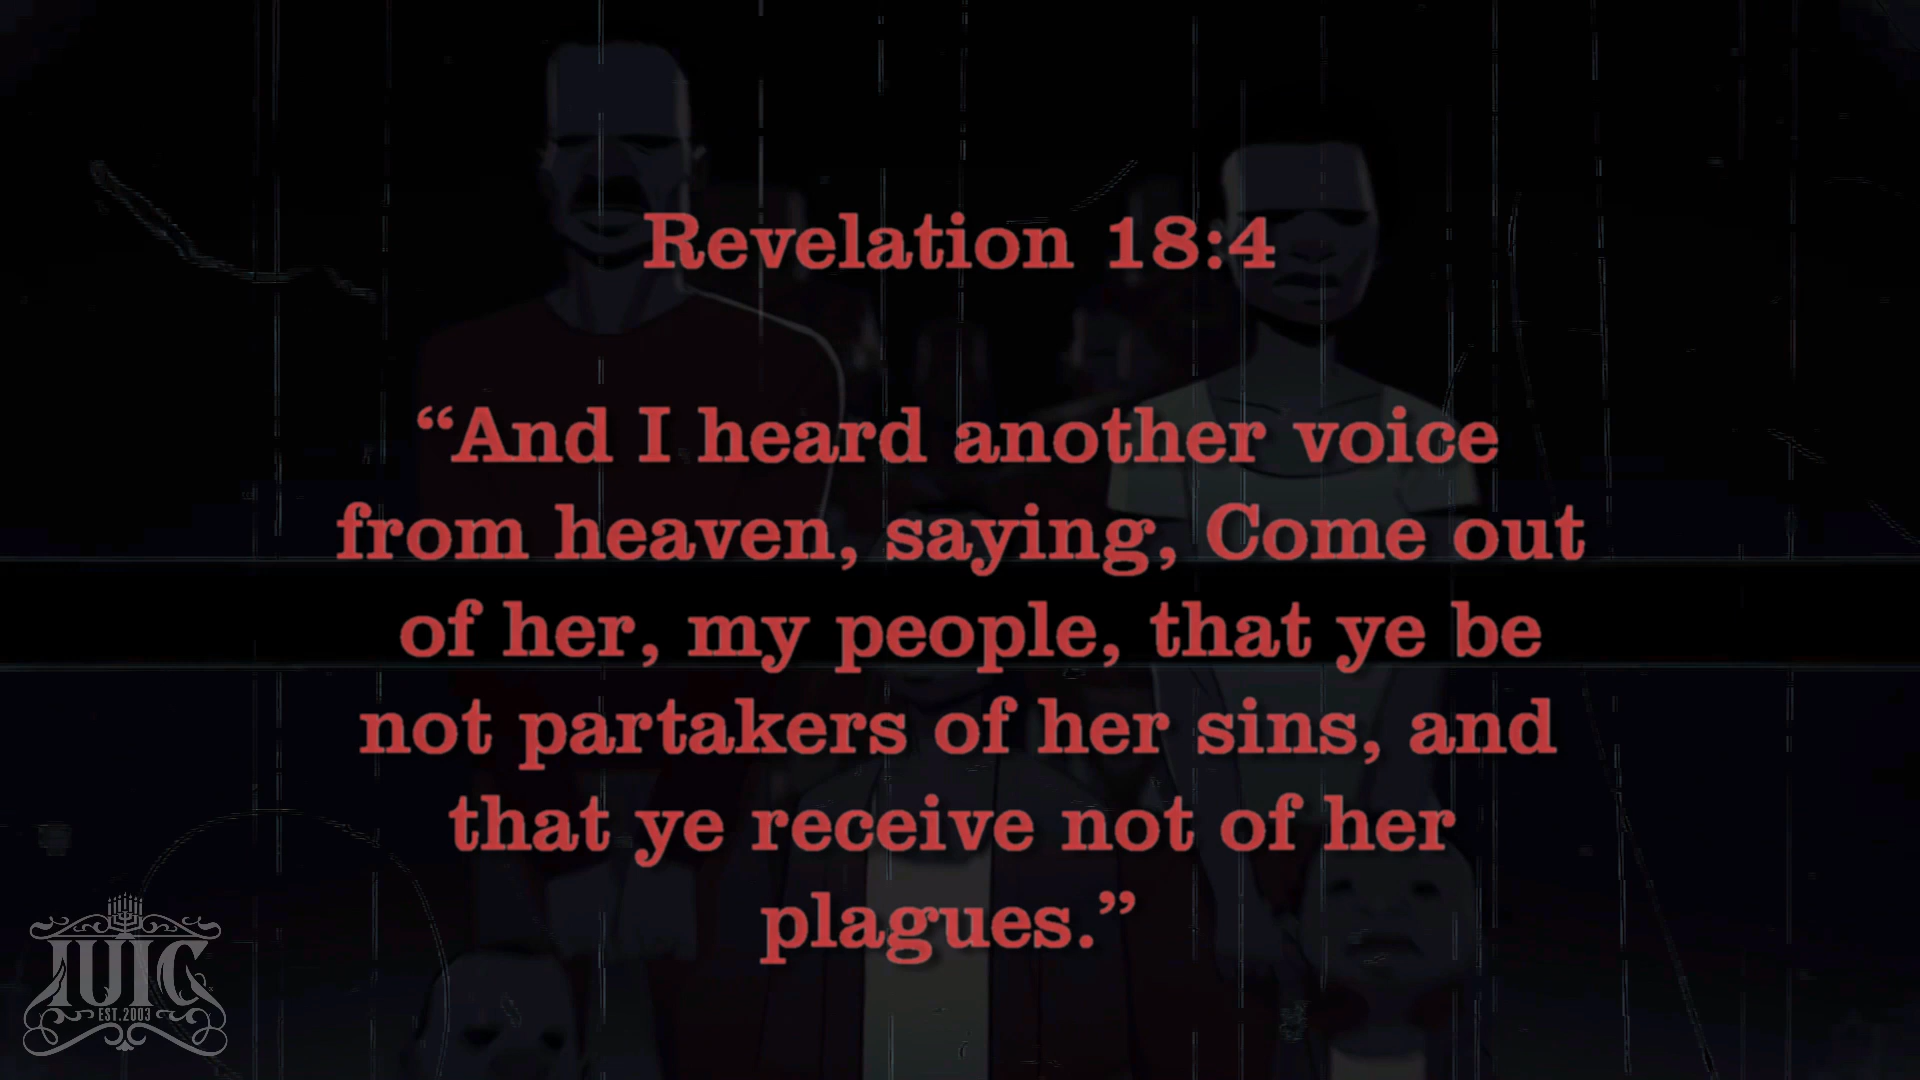 Revelation 18:4
“And I heard another voice
from heaven, saying, Come out
of her, my people, that ye be
not partakers of her sins, and
that ye receive not of her
plagues.”
IUIC
EST.2003